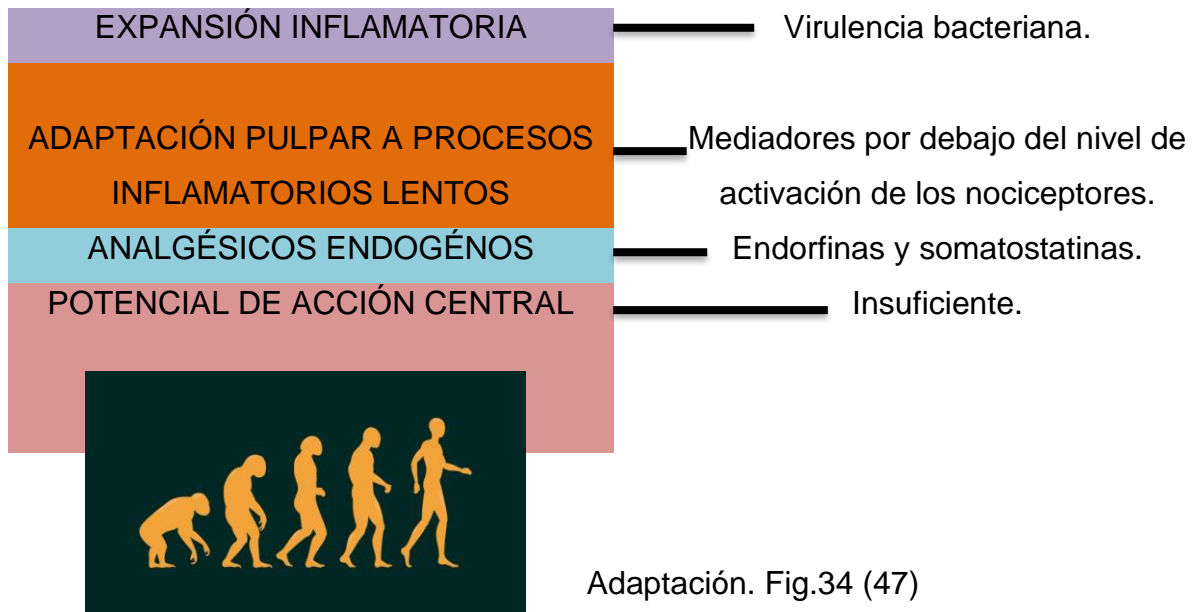 EXPANSIÓN INFLAMATORIA Virulencia bacteriana.
ADAPTACIÓN PULPAR A PROCESOS Mediadores por debajo del nivel de
INFLAMATORIOS LENTOS activación de los nociceptores.
ANALGÉSICOS ENDOGÉNOS Endorfinas y somatostatinas.
POTENCIAL DE ACCIÓN CENTRAL Insuficiente.
Adaptación. Fig.34 (47)